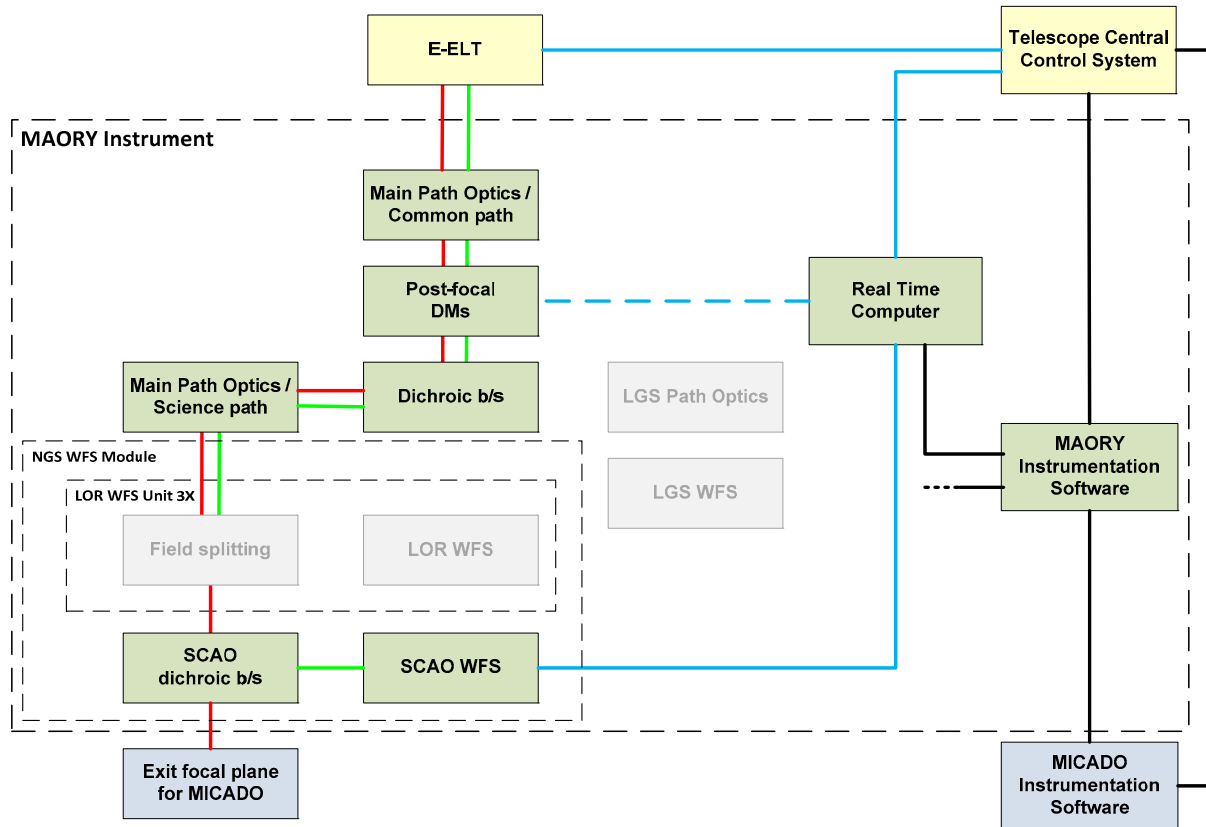 E-ELT
Telescope Central
Control System
MAORY Instrument
Main Path Optics /
Common path
Post-focal
DMs
Real Time
Computer
Main Path Optics /
Science path
Dichroic b/s
LGS Path Optics
NGS WFS Module
LGS WFS
MAORY
Instrumentation
Software
LOR WFS Unit 3X
Field splitting
LOR WFS
SCAO
dichroic b/s
SCAO WFS
Exit focal plane
for MICADO
MICADO
Instrumentation
Software